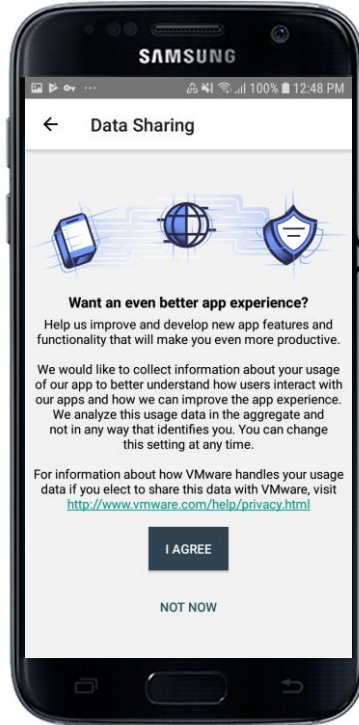 SAMSUNG
100% 12:48 PM
Data Sharing
Want an even better app experience?
Help us improve and develop new app features and
functionality that will make you even more productive.
We would like to collect information about your usage
of our app to better understand how users interact with
our apps and how we can improve the app experience.
We analyze this usage data in the aggregate and
not in any way that identifies you. You can change
this setting at any time.
For information about how VMware handles your usage
data if you elect to share this data with VMware, visit
http://www.vmware.com/help/privacy.html
I AGREE
NOT NOW